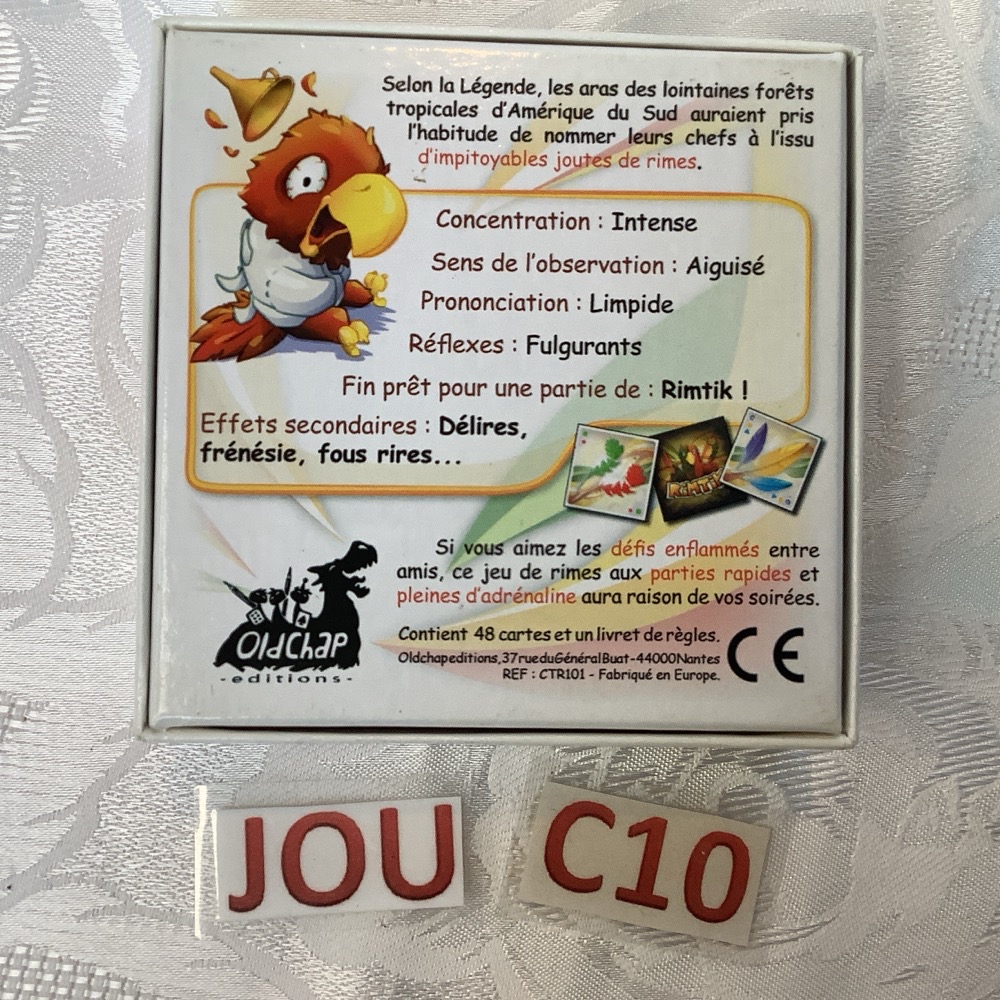 Selon la Légende, les aras des lointaines forêts
tropicales d'Amérique du Sud auraient pris
l'habitude de nommer leurs chefs à l'issu
d'impitoyables joutes de rimes.
Concentration : Intense
Sens de l'observation : Aiguisé
Prononciation : Limpide
Réflexes : Fulgurants
Fin prêt pour une partie de : Rimtik !
Effets secondaires : Délires,
frénésie, fous rires...
RiMTiK
Si vous aimez les défis enflammés entre
amis, ce jeu de rimes aux parties rapides et
pleines d'adrénaline aura raison de vos soirées.
OldChap
-editions-
Contient 48 cartes et un livret de règles.
Oldchapeditions,37rueduGénéralBuat-44000Nantes
REF : CTR101 - Fabriqué en Europe.
CE
JOU C10